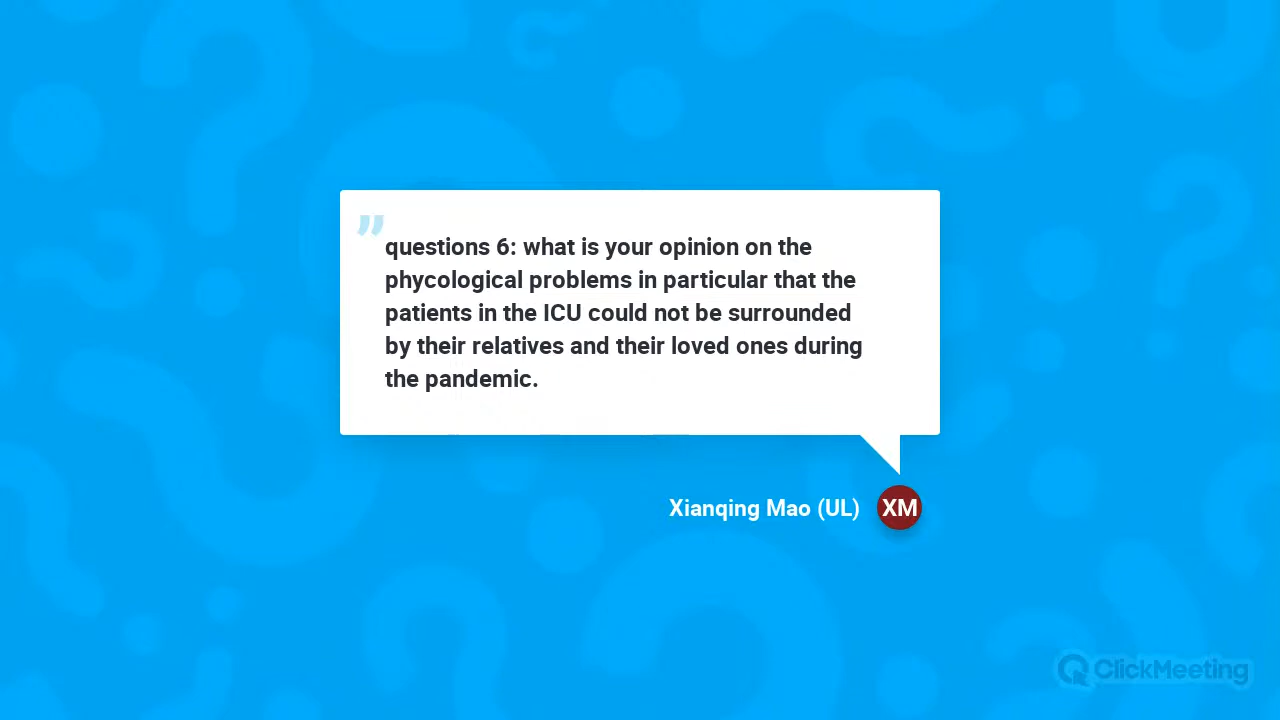 questions 6: what is your opinion on the
phycological problems in particular that the
patients in the ICU could not be surrounded
by their relatives and their loved ones during
the pandemic.
Xianqing Mao (UL) XM
ClickMeeting